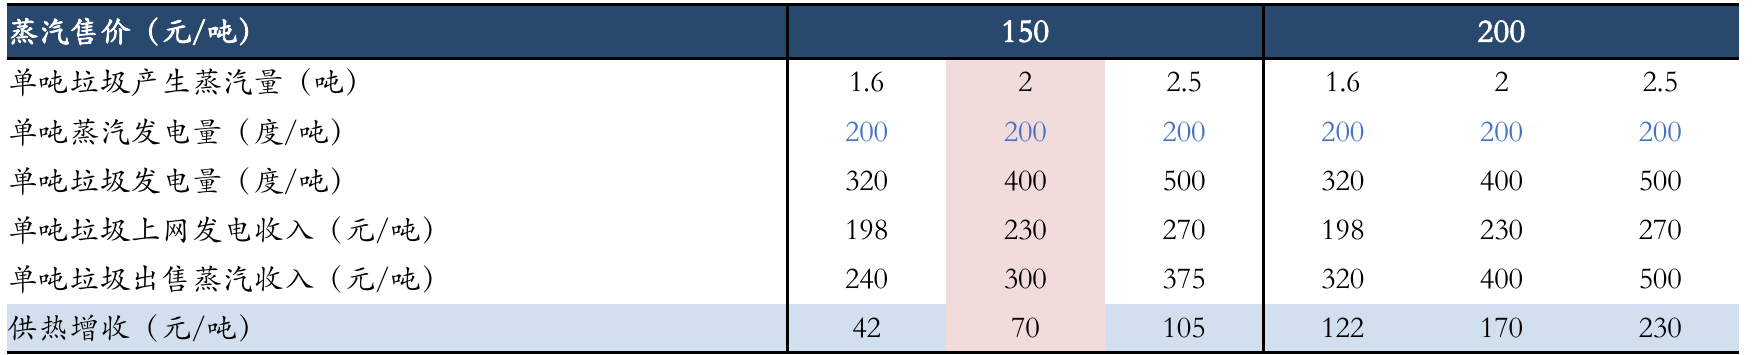 蒸汽售价（元/吨） 150 200
单吨垃圾产生蒸汽量（吨） 1.6 2 2.5 1.6 2 2.5
单吨蒸汽发电量（度/吨） 200 200 200 200 200 200
单吨垃圾发电量（度/吨） 320 400 500 320 400 500
单吨垃圾上网发电收入（元/吨） 198 230 270 198 230 270
单吨垃圾出售蒸汽收入（元/吨） 240 300 375 320 400 500
供热增收（元/吨） 42 70 105 122 170 230